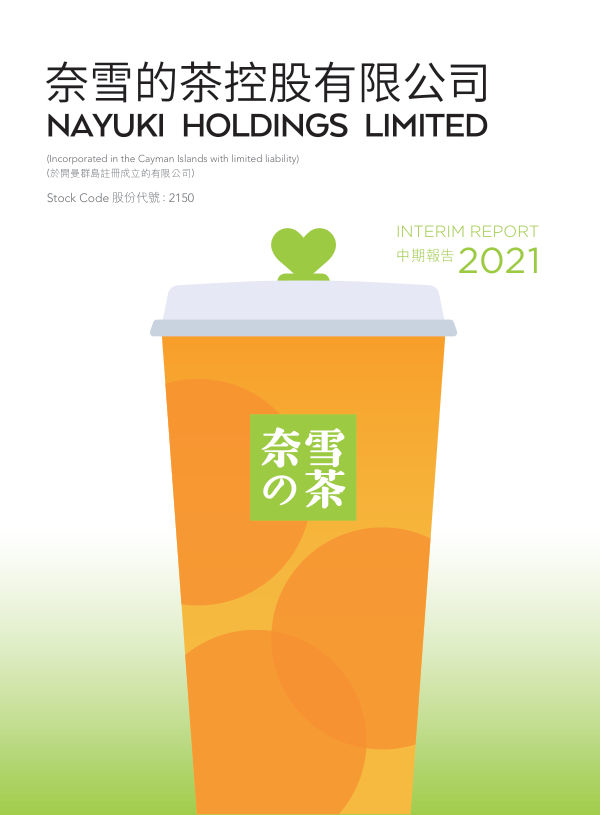 奈雪的茶控股有限公司
NAYUKI HOLDINGS LIMITED
(Incorporated in the Cayman Islands with limited liability)
(於開曼群島註冊成立的有限公司)
Stock Code 股份代號 : 2150
INTERIM REPORT
中期報告 2021
奈雪
の茶